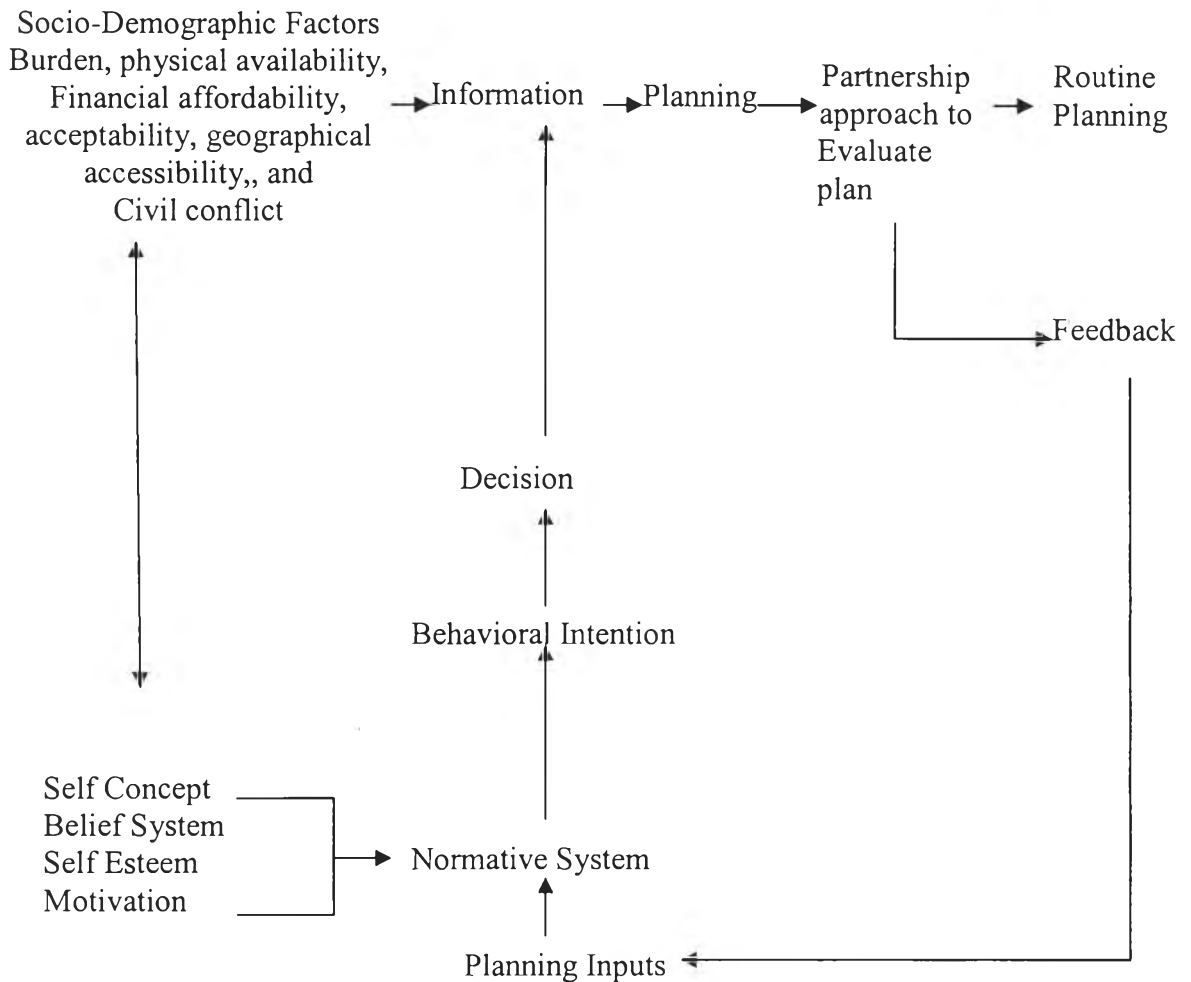 Socio-Demographic Factors
Burden, physical availability,
Financial affordability,
acceptability, geographical
accessibility,, and
Civil conflict
Information
Planning
Partnership
approach to
Evaluate
plan
Routine
Planning
Feedback
Decision
Behavioral Intention
Self Concept
Belief System
Self Esteem
Motivation
Normative System
Planning Inputs